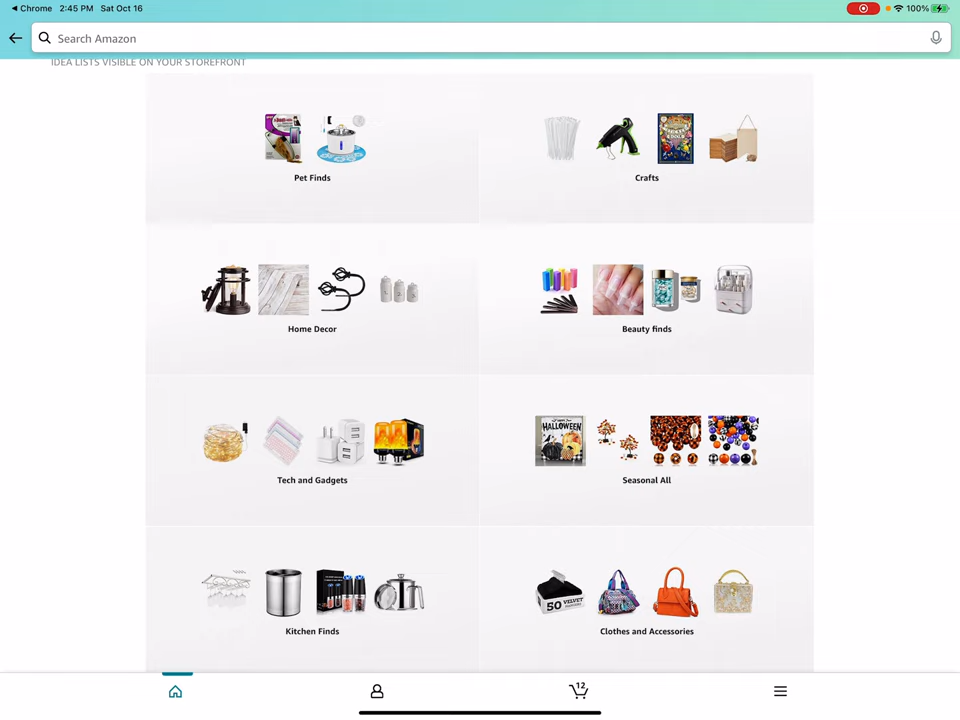 ◀ Chrome 2:45 PM Sat Oct 16 100%
Search Amazon
IDEA LISTS VISIBLE ON YOUR STOREFRONT
Pet Finds
Crafts
Home Decor
Beauty finds
HALLOWEEN
Tech and Gadgets
Seasonal All
50 VELVET
Kitchen Finds
Clothes and Accessories
12